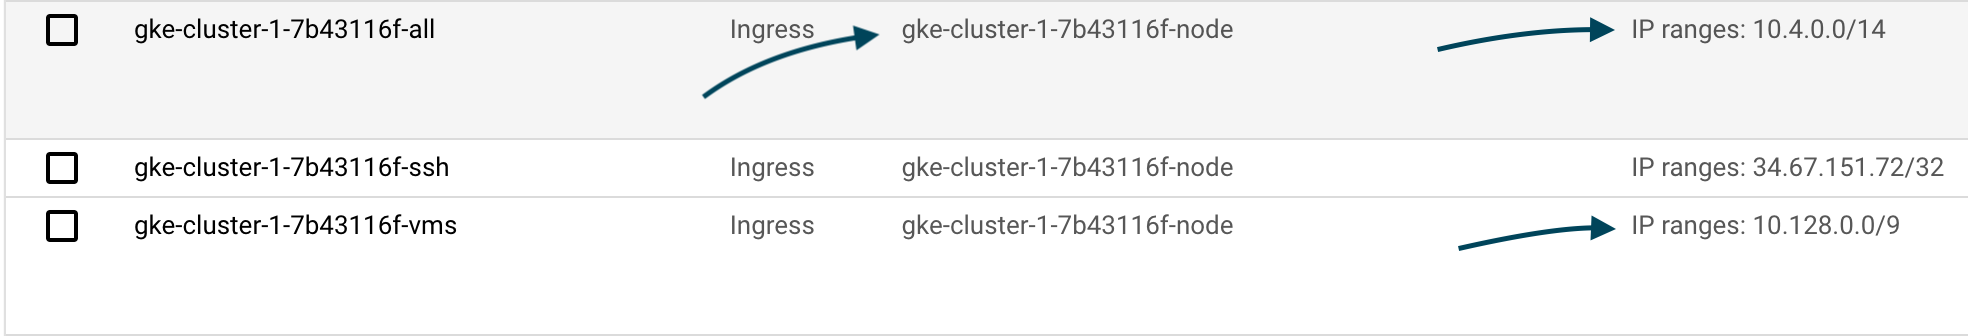 gke-cluster-1-7b43116f-all Ingress gke-cluster-1-7b43116f-node IP ranges: 10.4.0.0/14
gke-cluster-1-7b43116f-ssh Ingress gke-cluster-1-7b43116f-node IP ranges: 34.67.151.72/32
gke-cluster-1-7b43116f-vms Ingress gke-cluster-1-7b43116f-node IP ranges: 10.128.0.0/9